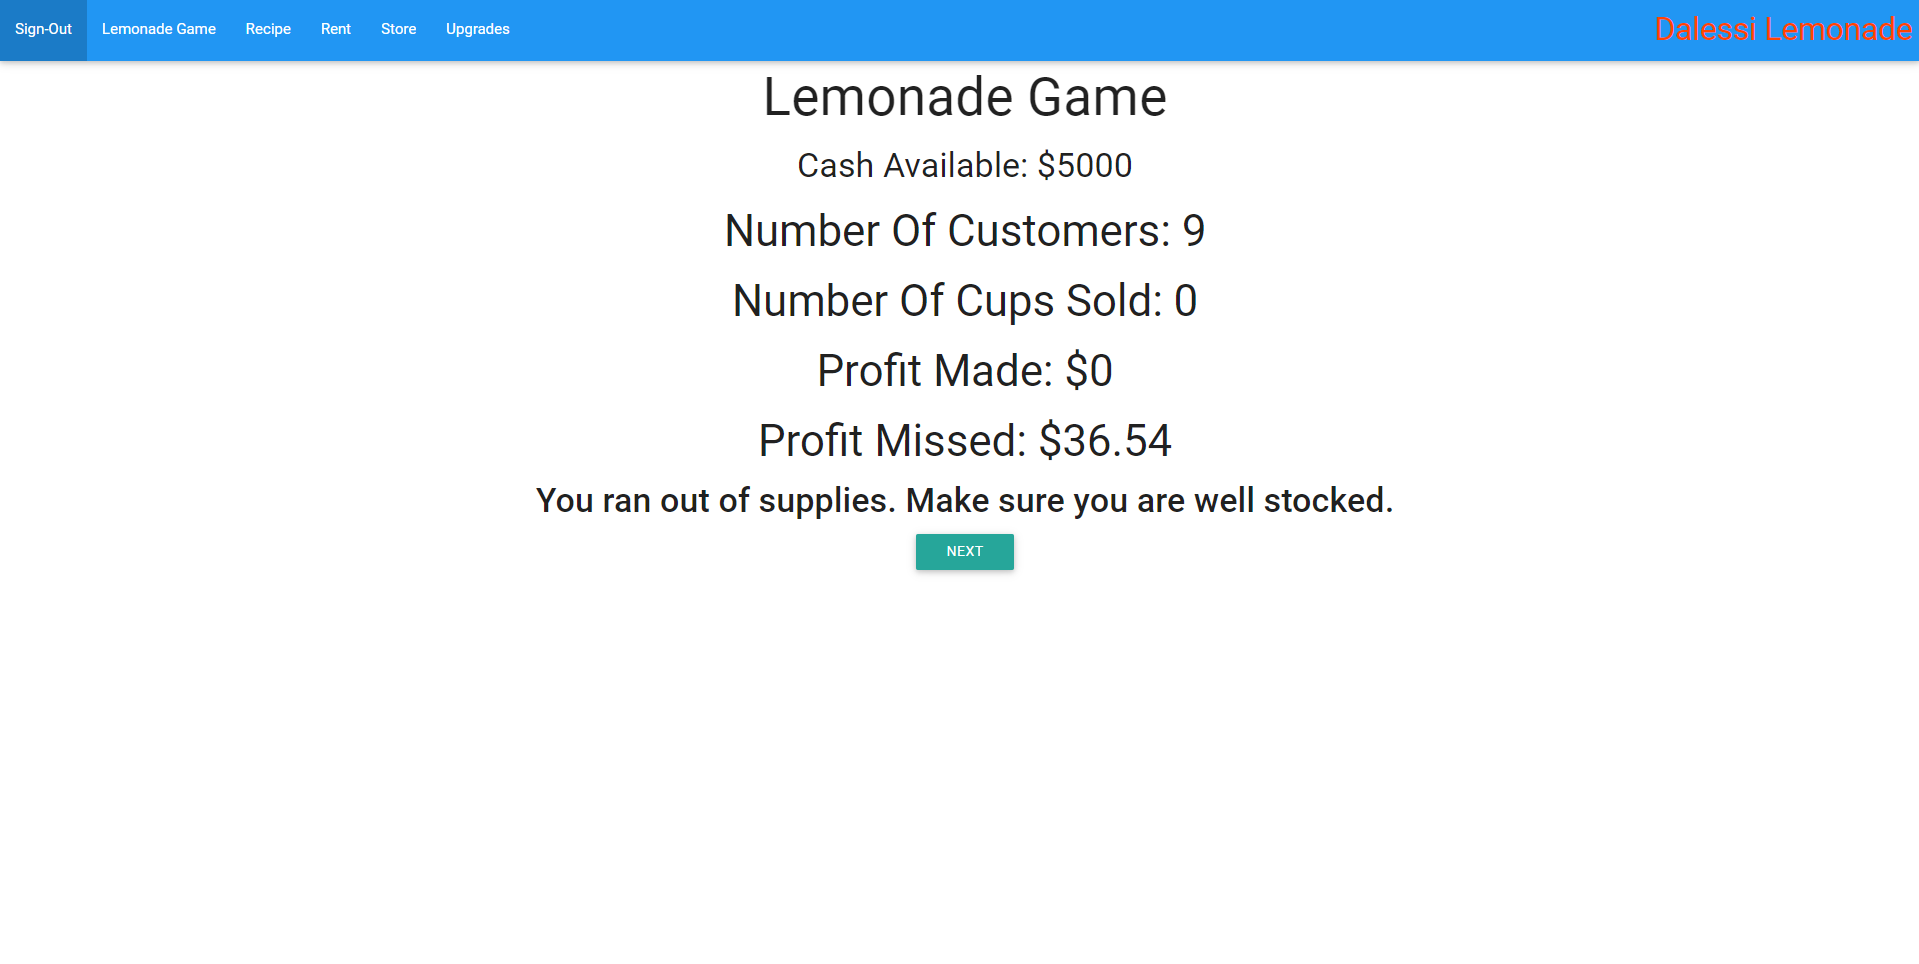 Sign-Out Lemonade Game Recipe Rent Store Upgrades Dalessi Lemonade
Lemonade Game
Cash Available: $5000
Number Of Customers: 9
Number Of Cups Sold: 0
Profit Made: $0
Profit Missed: $36.54
You ran out of supplies. Make sure you are well stocked.
NEXT